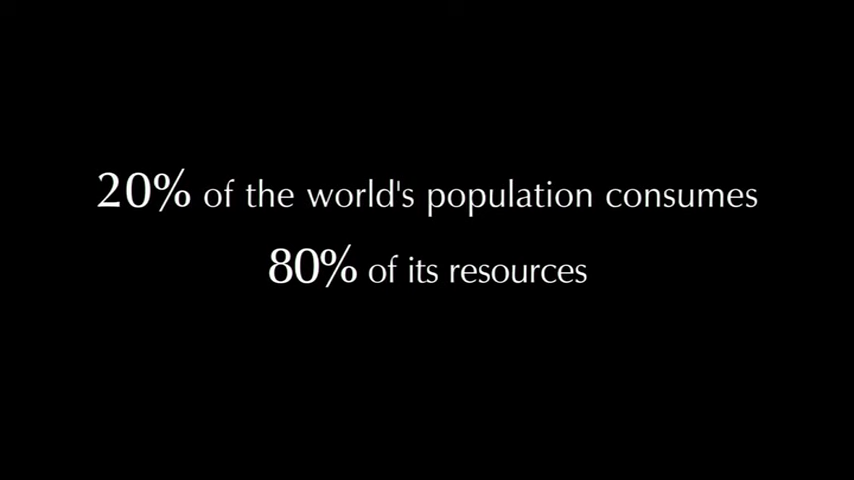 20% of the world's population consumes
80% of its resources